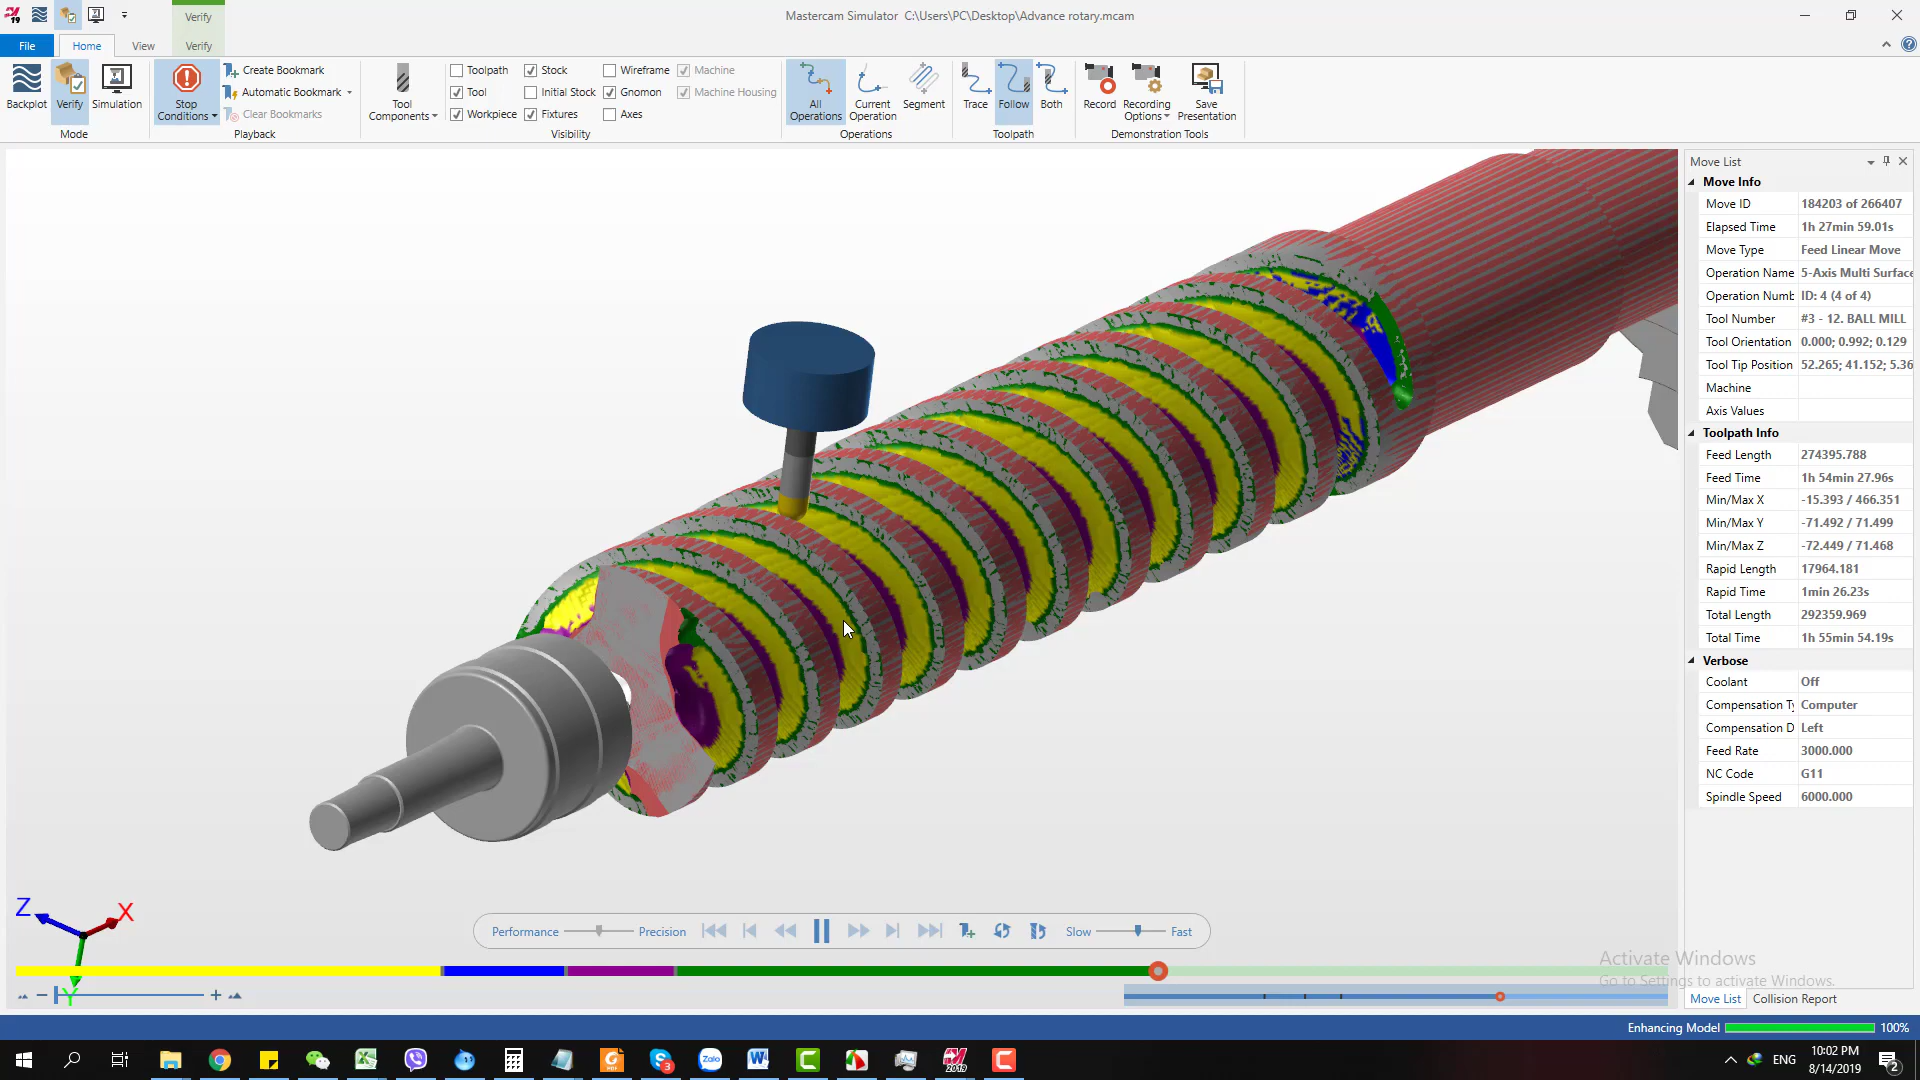 Verify
Mastercam Simulator C:\Users\PC\Desktop\Advance rotary.mcam
File
Home
View
Verify
Backplot
Verify
Simulation
Mode
Stop
Conditions
Create Bookmark
Automatic Bookmark
Clear Bookmarks
Playback
Tool
Components
Toolpath
Tool
Workpiece
Stock
Initial Stock
Fixtures
Wireframe
Gnomon
Axes
Machine
Machine Housing
Visibility
All
Operations
Current
Operation
Segment
Operations
Trace
Follow
Both
Toolpath
Record
Recording
Options
Save
Presentation
Demonstration Tools
Move List
Move Info
Move ID 184203 of 266407
Elapsed Time 1h 27min 59.01s
Move Type Feed Linear Move
Operation Name 5-Axis Multi Surface
Operation Numb ID: 4 (4 of 4)
Tool Number #3 - 12. BALL MILL
Tool Orientation 0.000; 0.992; 0.129
Tool Tip Position 52.265; 41.152; 5.36
Machine
Axis Values
Toolpath Info
Feed Length 274395.788
Feed Time 1h 54min 27.96s
Min/Max X -15.393 / 466.351
Min/Max Y -71.492 / 71.499
Min/Max Z -72.449 / 71.468
Rapid Length 17964.181
Rapid Time 1min 26.23s
Total Length 292359.969
Total Time 1h 55min 54.19s
Verbose
Coolant Off
Compensation Ty Computer
Compensation D Left
Feed Rate 3000.000
NC Code G11
Spindle Speed 6000.000
Z
X
Y
Performance
Precision
Slow
Fast
Activate Windows
Go to Settings to activate Windows.
Move List
Collision Report
Enhancing Model
100%
Zalo
2019
3
ENG
10:02 PM
8/14/2019
2